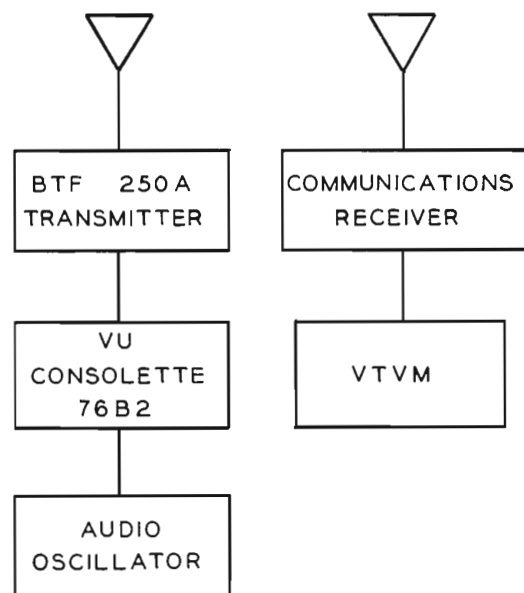 BTF 250A
TRANSMITTER
VU
CONSOLETTE
76B2
AUDIO
OSCILLATOR
COMMUNICATIONS
RECEIVER
VTVM